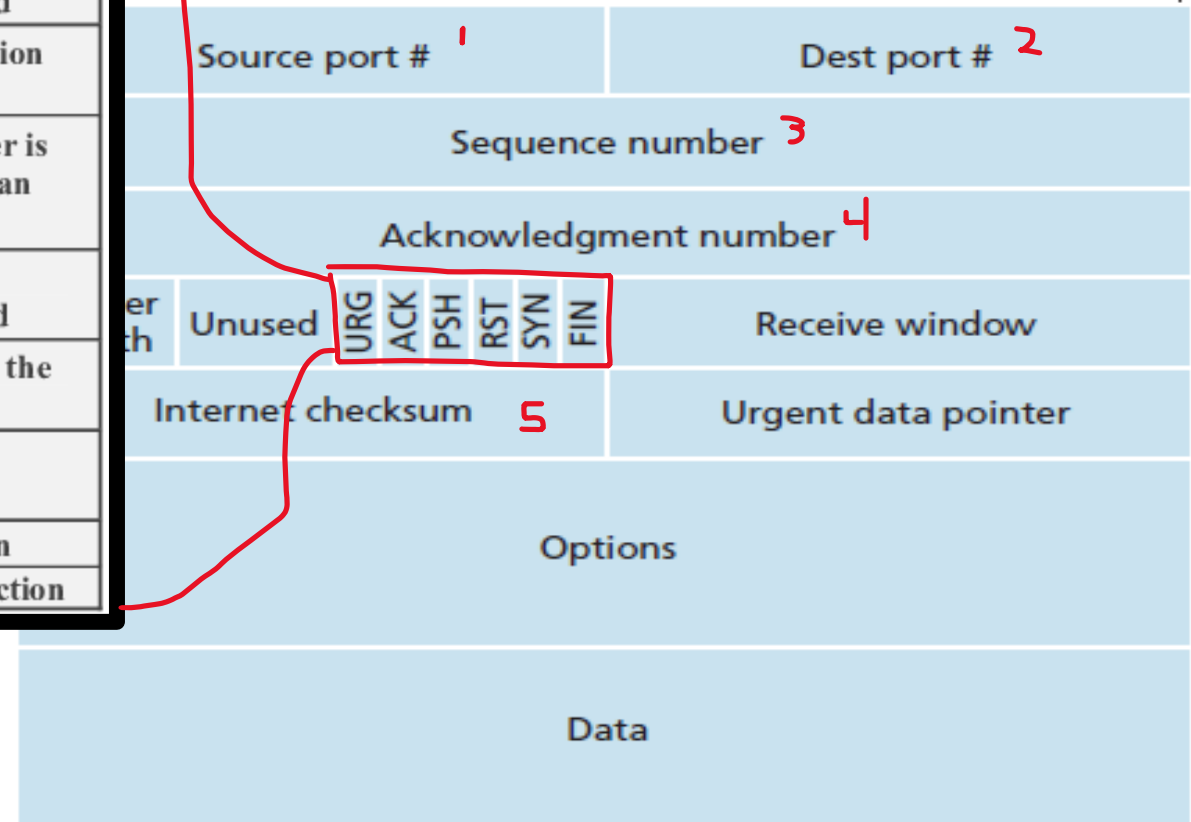 ion
Source port # 1 Dest port # 2
er is
an
Sequence number 3
Acknowledgment number 4
er
th
Unused URG ACK PSH RST SYN FIN Receive window
the
Internet checksum 5 Urgent data pointer
Options
n
ction
Data